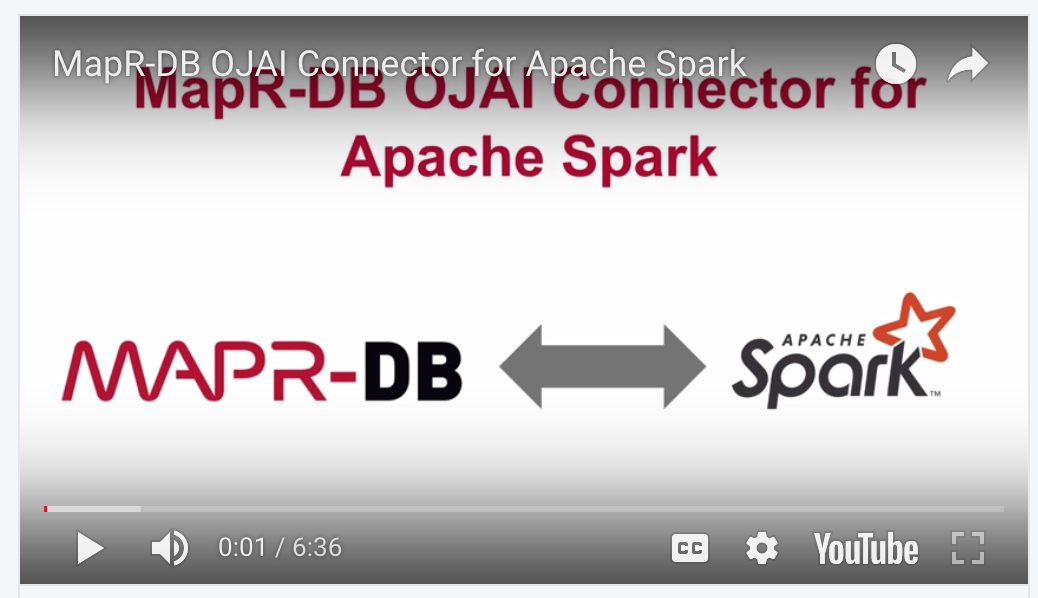 MapR-DB OJAI Connector for Apache Spark
MapR-DB OJAI Connector for
Apache Spark
MAPR-DB
APACHE
Spark™
0:01 / 6:36
CC
YouTube